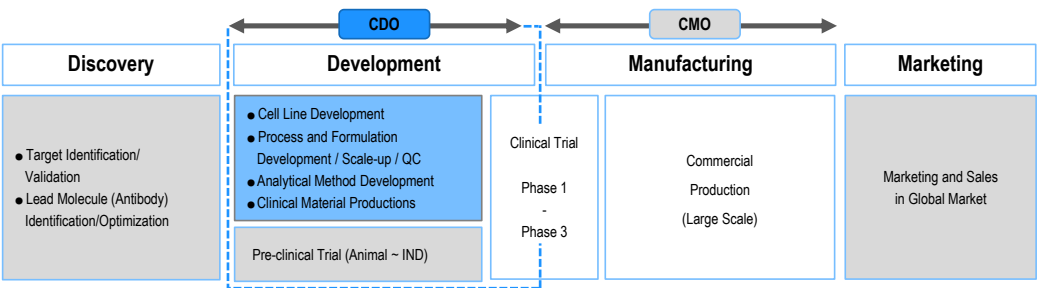 CDO
CMO
Discovery
Development
Manufacturing
Marketing
● Target Identification/
Validation
● Lead Molecule (Antibody)
Identification/Optimization
● Cell Line Development
● Process and Formulation
Development / Scale-up / QC
● Analytical Method Development
● Clinical Material Productions
Pre-clinical Trial (Animal ~ IND)
Clinical Trial
Phase 1
-
Phase 3
Commercial
Production
(Large Scale)
Marketing and Sales
in Global Market